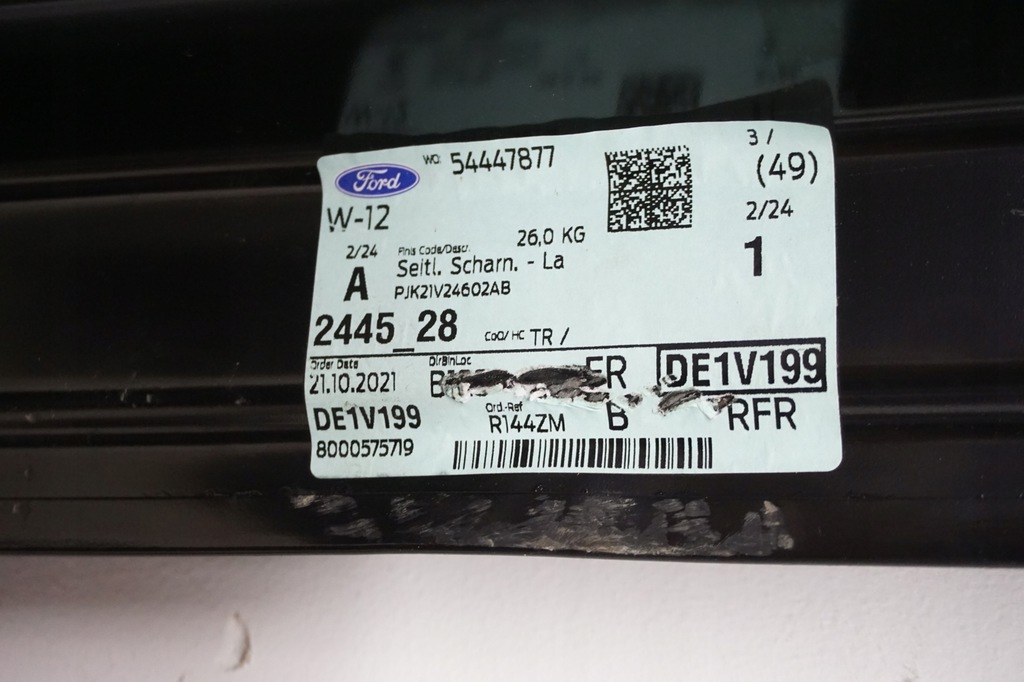 Ford
WO: 54447877
3 /
(49)
W-12
2/24
26,0 KG
2/24
Finis Code/Descr.
A
Seitl. Scharn. - La
1
PJK21V24602AB
2445_28
CoO/ HC TR /
Order Date
DlrBinLoc
21.10.2021
FR
DE1V199
DE1V199
Ord.-Ref
R144ZM
B
RFR
8000575719